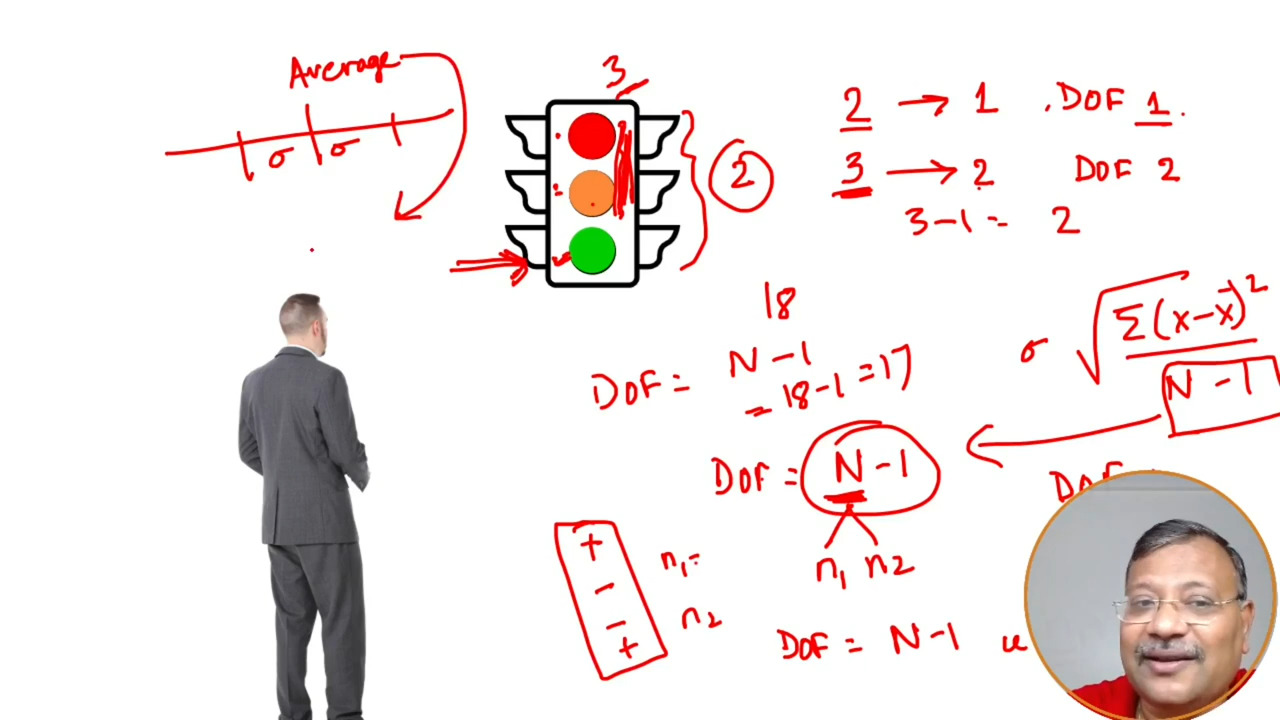 Average
σ σ
3
2
2 → 1 DOF 1.
3 → 2 DOF 2
3-1 = 2
18
DOF = N-1
= 18-1 = 17
σ √ Σ(x-x̄)²
N-1
DOF = N-1
DOF
n₁ n₂
+
-
-
+
n₁=
n₂
DOF = N-1